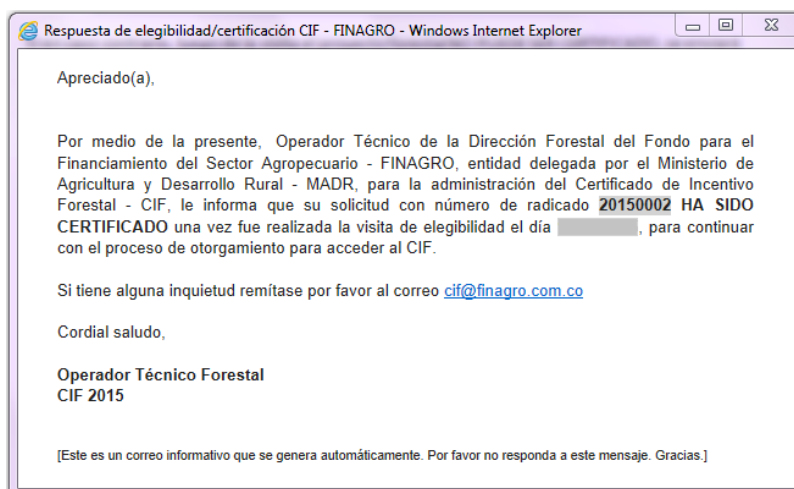 Respuesta de elegibilidad/certificación CIF - FINAGRO - Windows Internet Explorer
Apreciado(a),
Por medio de la presente, Operador Técnico de la Dirección Forestal del Fondo para el
Financiamiento del Sector Agropecuario - FINAGRO, entidad delegada por el Ministerio de
Agricultura y Desarrollo Rural - MADR, para la administración del Certificado de Incentivo
Forestal - CIF, le informa que su solicitud con número de radicado 20150002 HA SIDO
CERTIFICADO una vez fue realizada la visita de elegibilidad el día , para continuar
con el proceso de otorgamiento para acceder al CIF.
Si tiene alguna inquietud remítase por favor al correo cif@finagro.com.co
Cordial saludo,
Operador Técnico Forestal
CIF 2015
[Este es un correo informativo que se genera automáticamente. Por favor no responda a este mensaje. Gracias.]